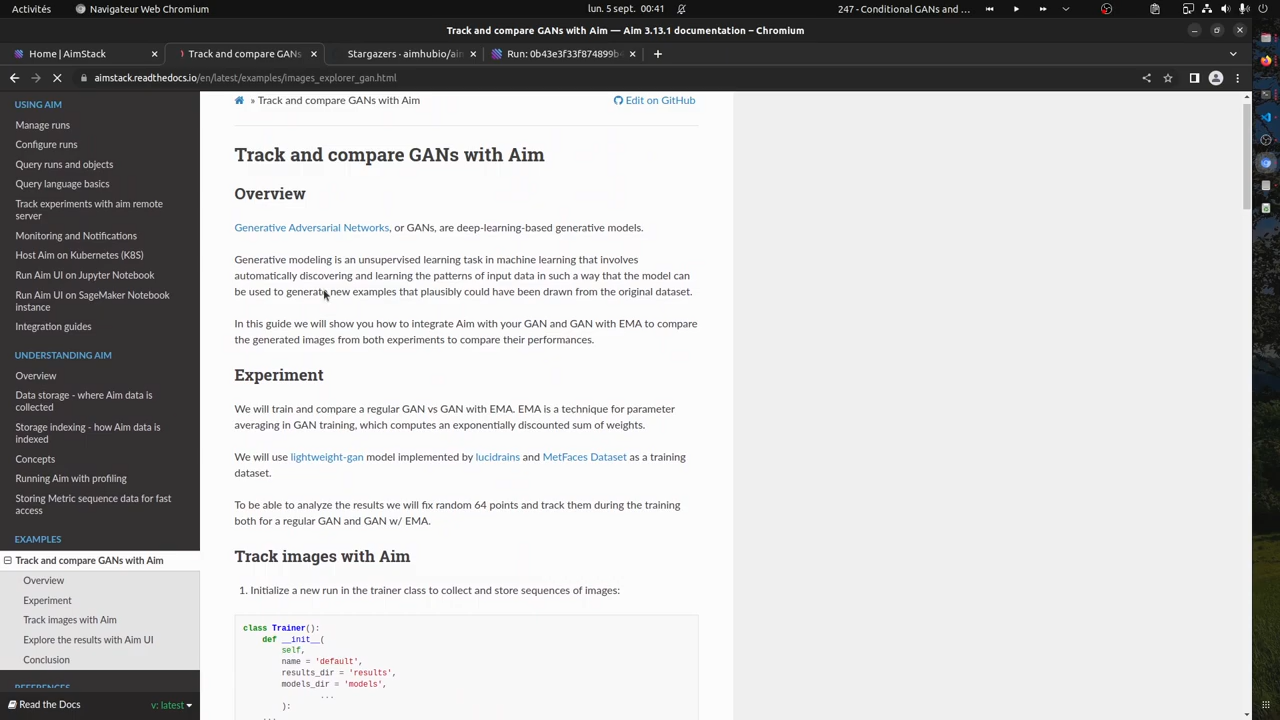 Actividades
Chromium
lun. 5 sept. 00:41
247 - Conditional GANs and ...
Track and compare GANs with Aim — Aim 3.13.1 documentation – Chromium
Home | AimStack
Track and compare GANs
Stargazers - aimhubio/aim
Run: 0b43e3f33f874899b
aimstack.readthedocs.io/en/latest/examples/images_explorer_gan.html
USING AIM
Manage runs
Configure runs
Query runs and objects
Query language basics
Track experiments with aim remote
server
Monitoring and Notifications
Host Aim on Kubernetes (K8S)
Run Aim UI on Jupyter Notebook
Run Aim UI on SageMaker Notebook
instance
Integration guides
UNDERSTANDING AIM
Overview
Data storage - where Aim data is
collected
Storage indexing - how Aim data is
indexed
Concepts
Running Aim with profiling
Storing Metric sequence data for fast
access
EXAMPLES
Track and compare GANs with Aim
Overview
Experiment
Track images with Aim
Explore the results with Aim UI
Conclusion
REFERENCES
Read the Docs
v: latest
» Track and compare GANs with Aim
Edit on GitHub
Track and compare GANs with Aim
Overview
Generative Adversarial Networks, or GANs, are deep-learning-based generative models.
Generative modeling is an unsupervised learning task in machine learning that involves
automatically discovering and learning the patterns of input data in such a way that the model can
be used to generate new examples that plausibly could have been drawn from the original dataset.
In this guide we will show you how to integrate Aim with your GAN and GAN with EMA to compare
the generated images from both experiments to compare their performances.
Experiment
We will train and compare a regular GAN vs GAN with EMA. EMA is a technique for parameter
averaging in GAN training, which computes an exponentially discounted sum of weights.
We will use lightweight-gan model implemented by lucidrains and MetFaces Dataset as a training
dataset.
To be able to analyze the results we will fix random 64 points and track them during the training
both for a regular GAN and GAN w/ EMA.
Track images with Aim
1. Initialize a new run in the trainer class to collect and store sequences of images:
class Trainer():
def __init__(
self,
name = 'default',
results_dir = 'results',
models_dir = 'models',
...
):
...